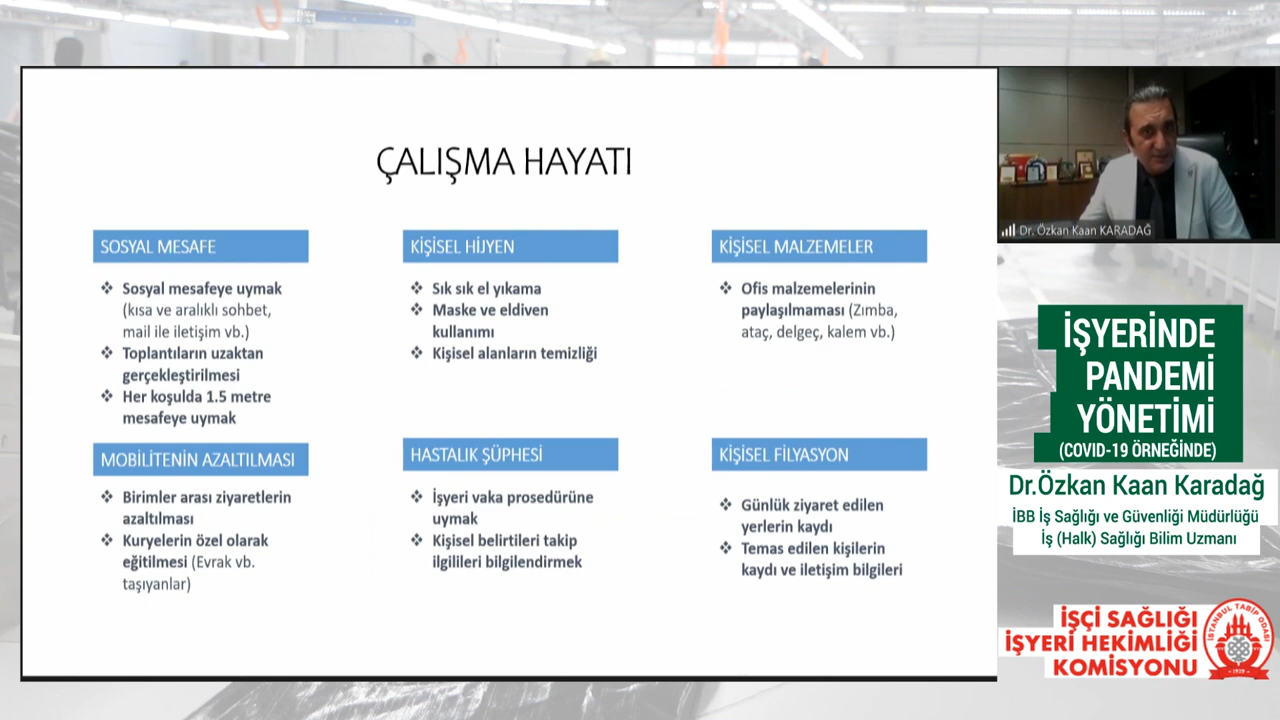 ÇALIŞMA HAYATI
SOSYAL MESAFE
❖ Sosyal mesafeye uymak
(kısa ve aralıklı sohbet,
mail ile iletişim vb.)
❖ Toplantıların uzaktan
gerçekleştirilmesi
❖ Her koşulda 1.5 metre
mesafeye uymak
KİŞİSEL HİJYEN
❖ Sık sık el yıkama
❖ Maske ve eldiven
kullanımı
❖ Kişisel alanların temizliği
KİŞİSEL MALZEMELER
❖ Ofis malzemelerinin
paylaşılmaması (Zımba,
ataç, delgeç, kalem vb.)
MOBİLİTENİN AZALTILMASI
❖ Birimler arası ziyaretlerin
azaltılması
❖ Kuryelerin özel olarak
eğitilmesi (Evrak vb.
taşıyanlar)
HASTALIK ŞÜPHESİ
❖ İşyeri vaka prosedürüne
uymak
❖ Kişisel belirtileri takip
ilgilileri bilgilendirmek
KİŞİSEL FİLYASYON
❖ Günlük ziyaret edilen
yerlerin kaydı
❖ Temas edilen kişilerin
kaydı ve iletişim bilgileri
Dr. Özkan Kaan KARADAĞ
İŞYERİNDE
PANDEMİ
YÖNETİMİ
(COVID-19 ÖRNEĞİNDE)
Dr.Özkan Kaan Karadağ
İBB İş Sağlığı ve Güvenliği Müdürlüğü
İş (Halk) Sağlığı Bilim Uzmanı
İŞÇİ SAĞLIĞI
İŞYERİ HEKİMLİĞİ
KOMİSYONU
İSTANBUL TABİP ODASI
1929